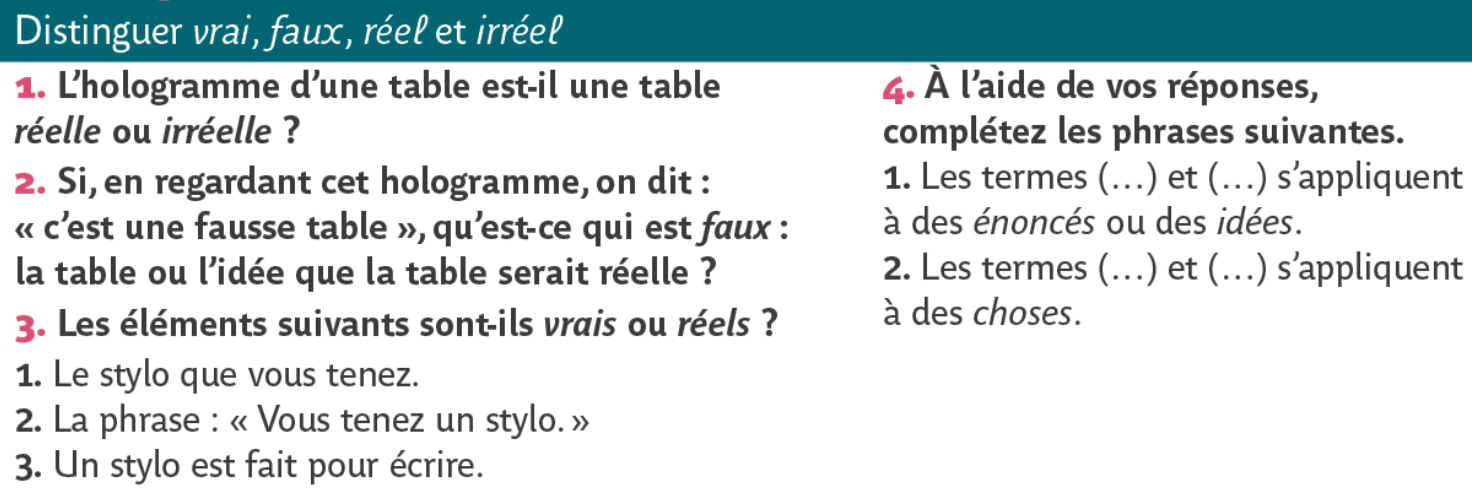 Distinguer vrai, faux, réel et irréel
1. L’hologramme d’une table est-il une table
réelle ou irréelle ?
2. Si, en regardant cet hologramme, on dit :
« c’est une fausse table », qu’est-ce qui est faux :
la table ou l’idée que la table serait réelle ?
3. Les éléments suivants sont-ils vrais ou réels ?
1. Le stylo que vous tenez.
2. La phrase : « Vous tenez un stylo. »
3. Un stylo est fait pour écrire.
4. À l’aide de vos réponses,
complétez les phrases suivantes.
1. Les termes (…) et (…) s’appliquent
à des énoncés ou des idées.
2. Les termes (…) et (…) s’appliquent
à des choses.